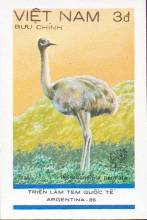 VIỆT NAM 3đ
BƯU CHÍNH
TRIỂN LÃM TEM QUỐC TẾ
ARGENTINA-85